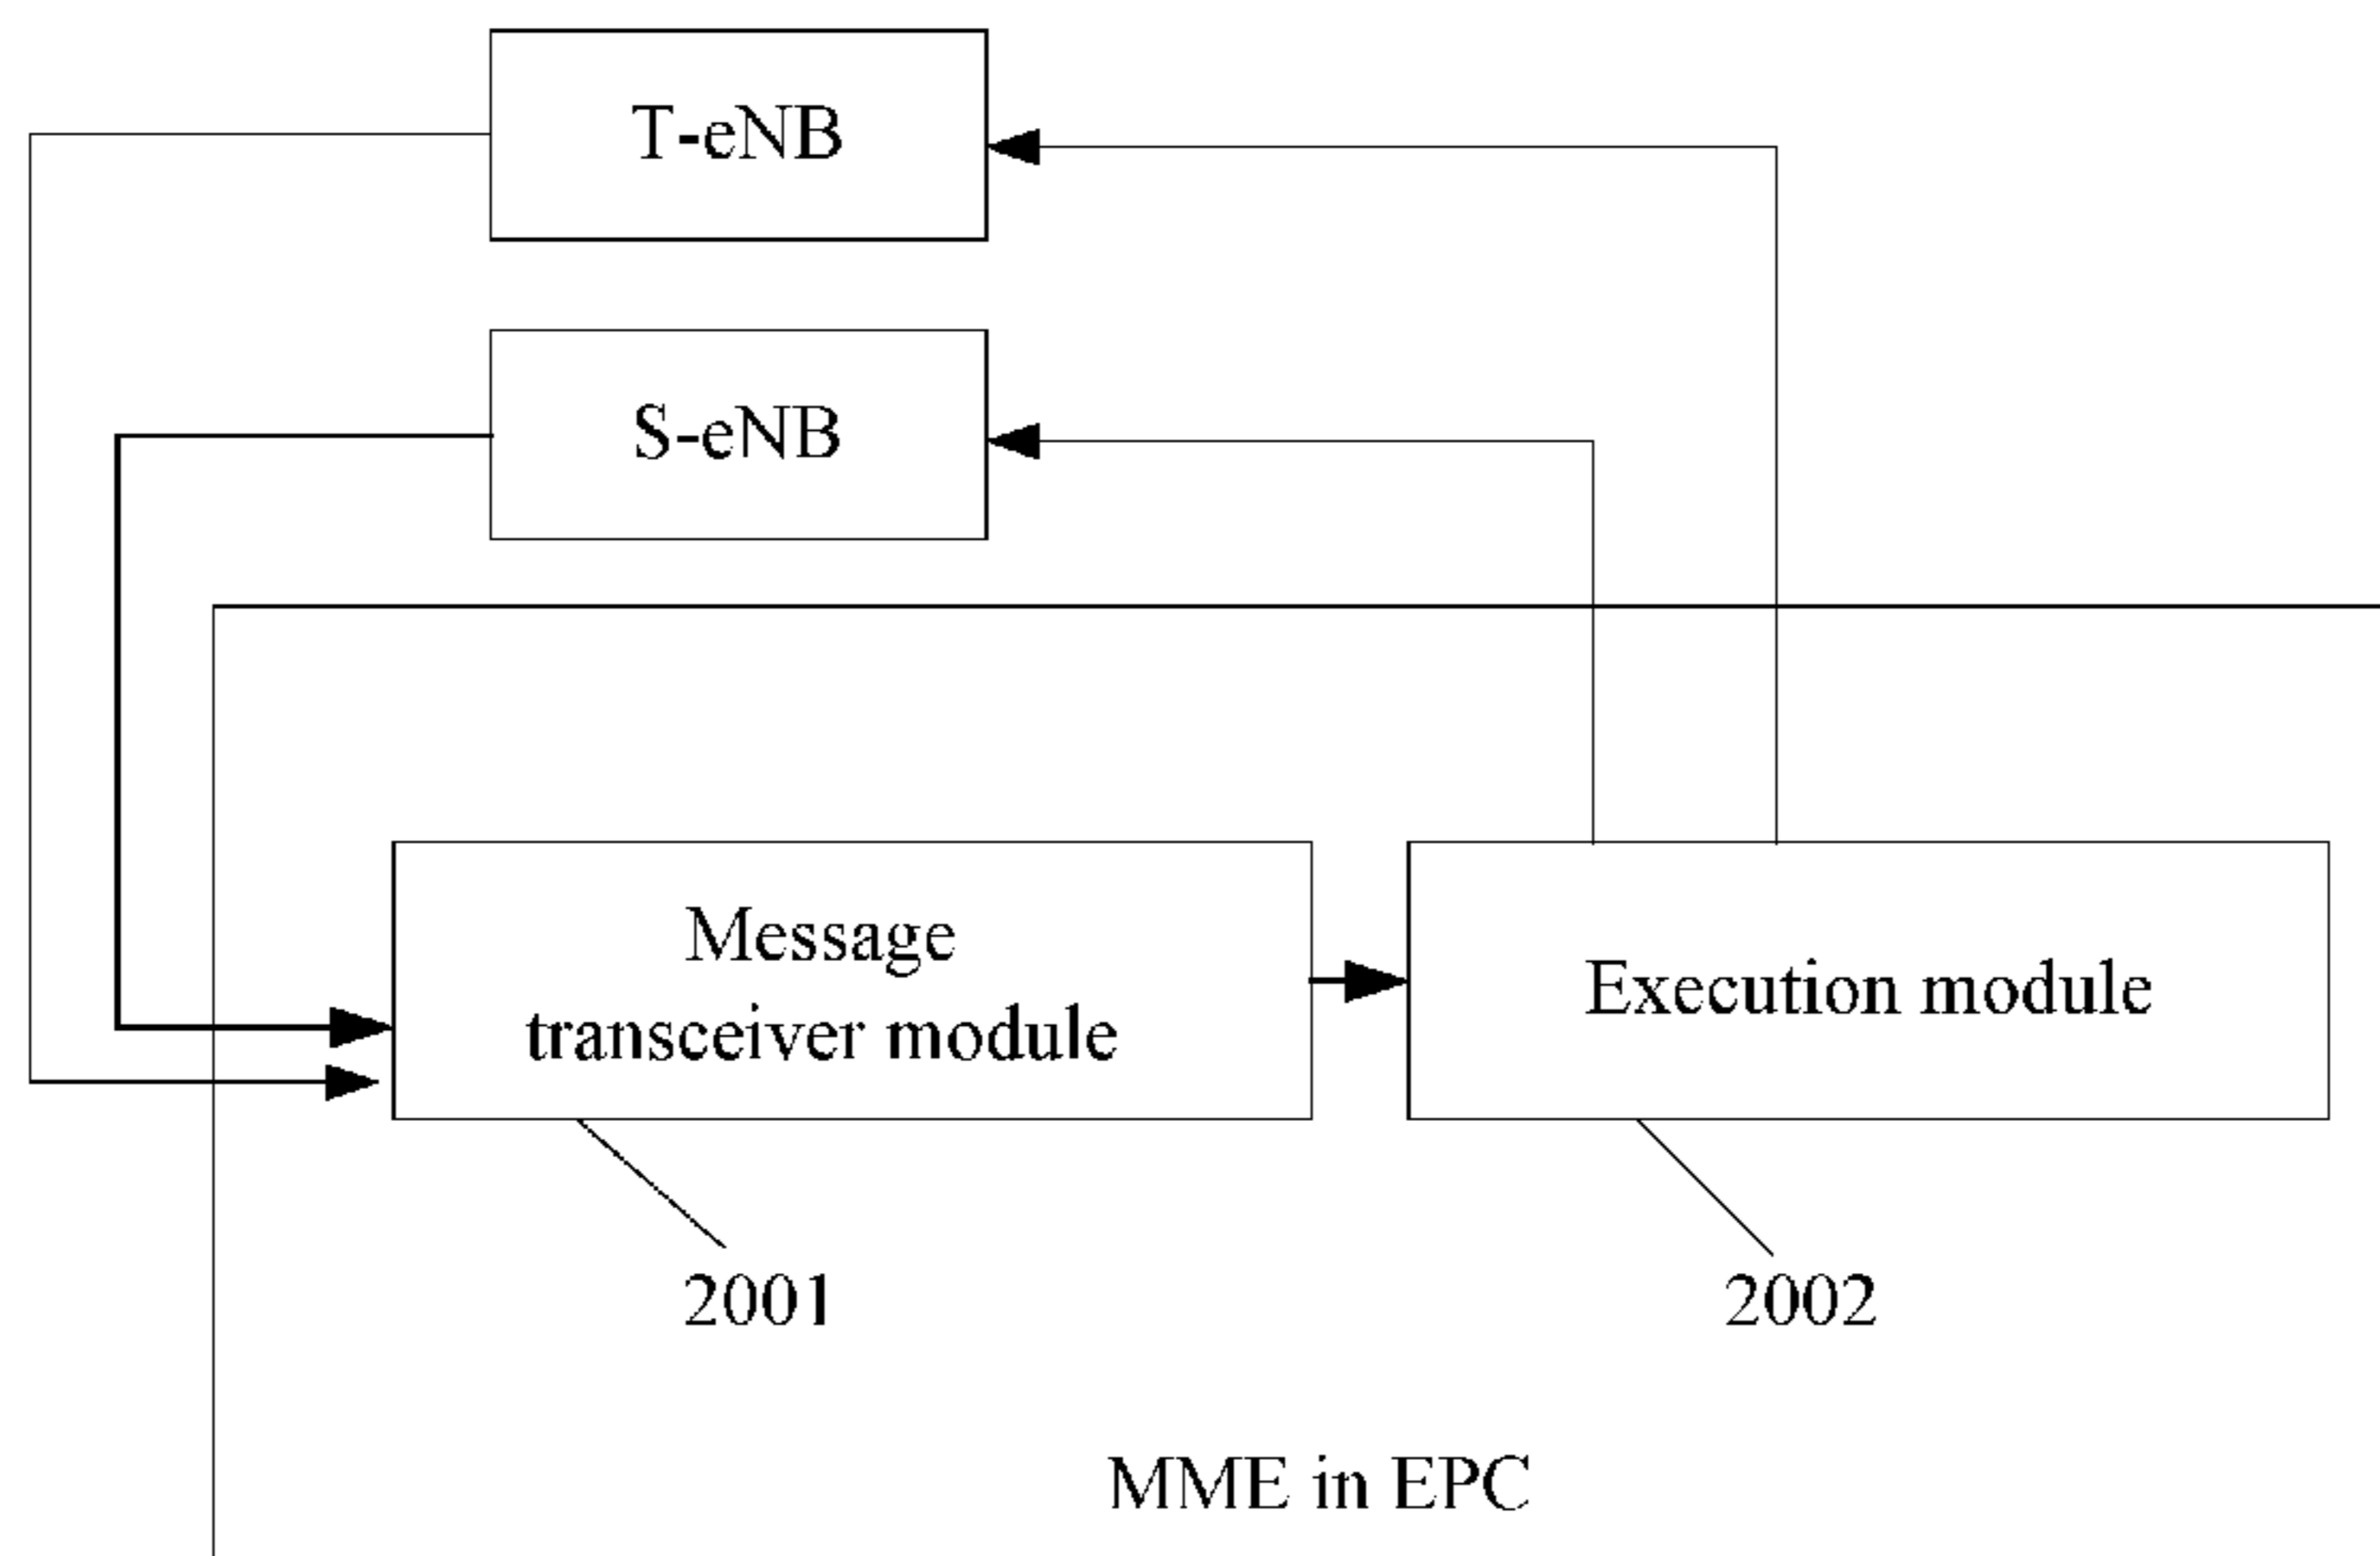 T-eNB
S-eNB
Message
transceiver module
Execution module
2001
2002
MME in EPC